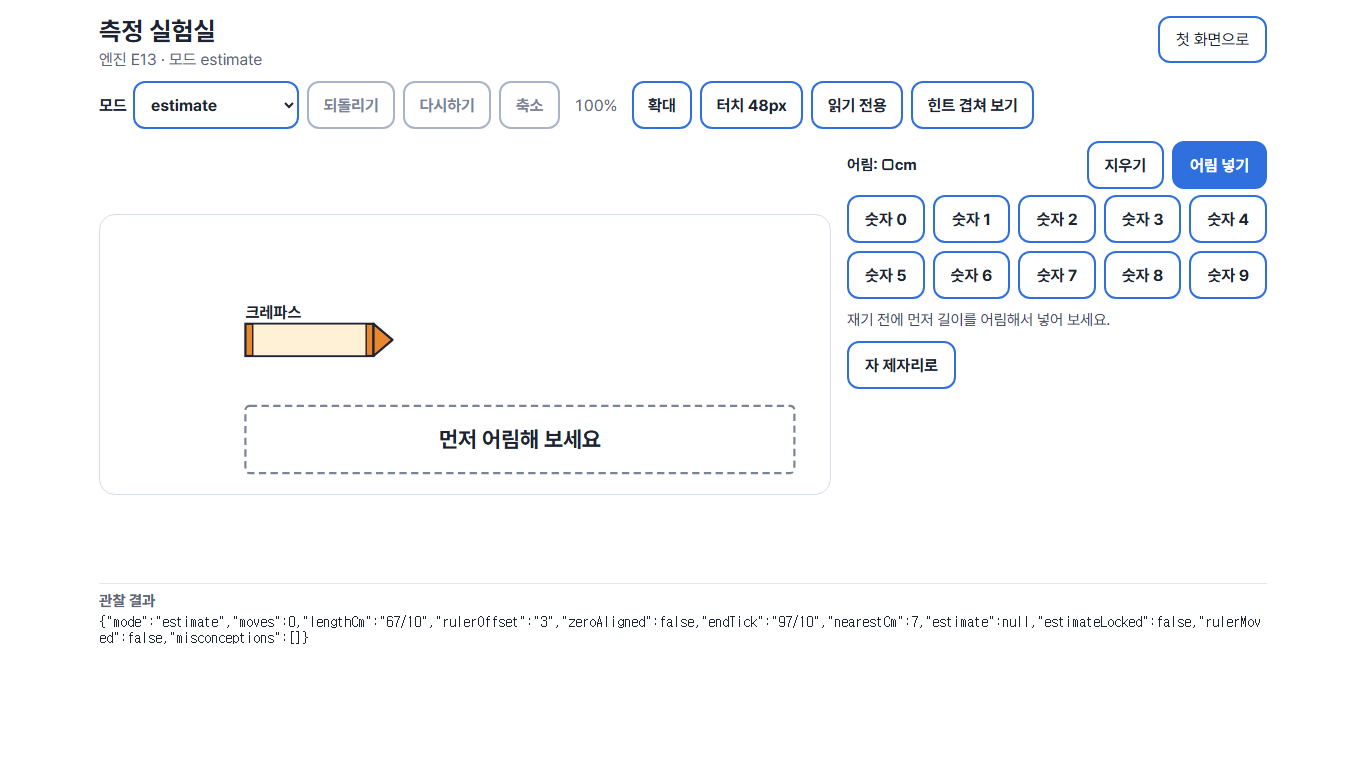 측정 실험실
첫 화면으로
엔진 E13 · 모드 estimate
모드 estimate 되돌리기 다시하기 축소 100% 확대 터치 48px 읽기 전용 힌트 겹쳐 보기
어림: ▢cm 지우기 어림 넣기
숫자 0 숫자 1 숫자 2 숫자 3 숫자 4
숫자 5 숫자 6 숫자 7 숫자 8 숫자 9
재기 전에 먼저 길이를 어림해서 넣어 보세요.
자 제자리로
크레파스
먼저 어림해 보세요
관찰 결과
{"mode":"estimate","moves":0,"lengthCm":"67/10","rulerOffset":"3","zeroAligned":false,"endTick":"97/10","nearestCm":7,"estimate":null,"estimateLocked":false,"rulerMov
ed":false,"misconceptions":[]}